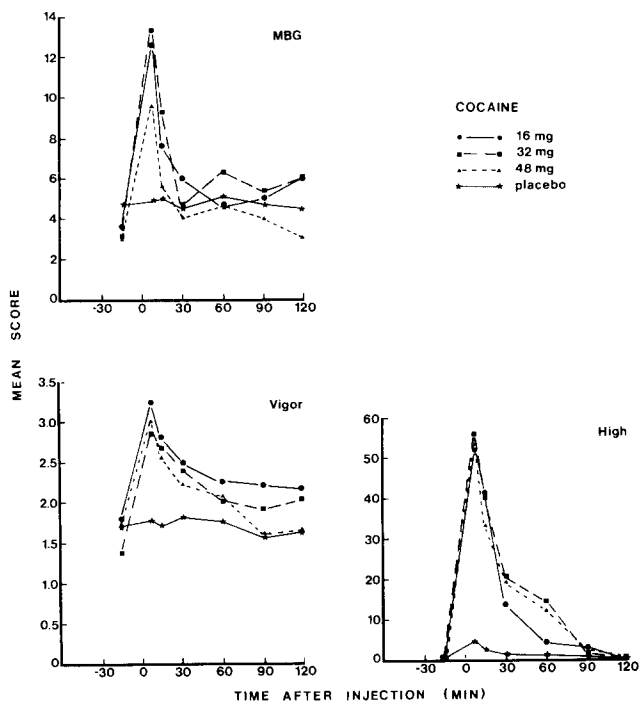 MBG
14
12
10
8
6
4
2
0
-30 0 30 60 90 120
COCAINE
16 mg
32 mg
48 mg
placebo
MEAN SCORE
Vigor
3.5
3.0
2.5
2.0
1.5
1.0
0.5
0.0
-30 0 30 60 90 120
High
60
50
40
30
20
10
0
-30 0 30 60 90 120
TIME AFTER INJECTION (MIN)